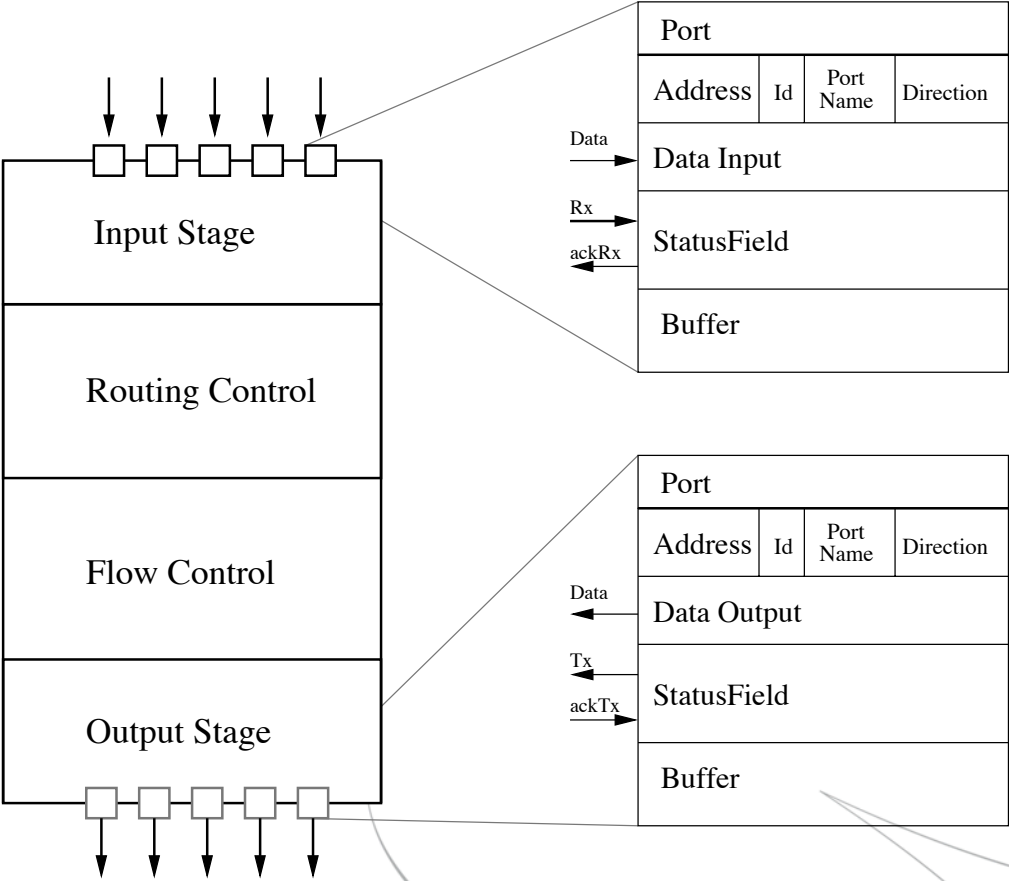 Input Stage
Routing Control
Flow Control
Output Stage
Port
Address Id Port Name Direction
Data
Data Input
Rx
ackRx
StatusField
Buffer
Port
Address Id Port Name Direction
Data
Data Output
Tx
ackTx
StatusField
Buffer